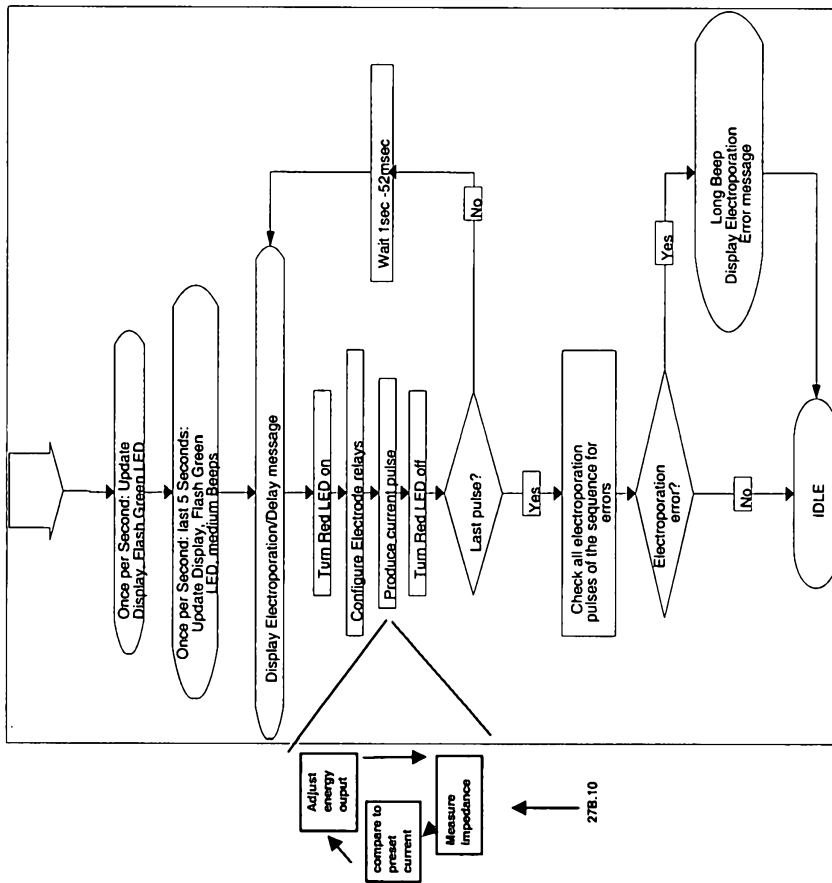 Once per Second: Update
Display, Flash Green LED
Once per Second: last 5 Seconds:
Update Display, Flash Green
LED, medium Beeps
Display Electroporation/Delay message
Turn Red LED on
Configure Electrode relays
Produce current pulse
Turn Red LED off
Last pulse?
No
Wait 1sec -52msec
Yes
Check all electroporation
pulses of the sequence for
errors
Electroporation
error?
Yes
Long Beep
Display Electroporation
Error message
No
IDLE
Adjust
energy
ouput
compare to
preset
current
Measure
Impedance
27B.10